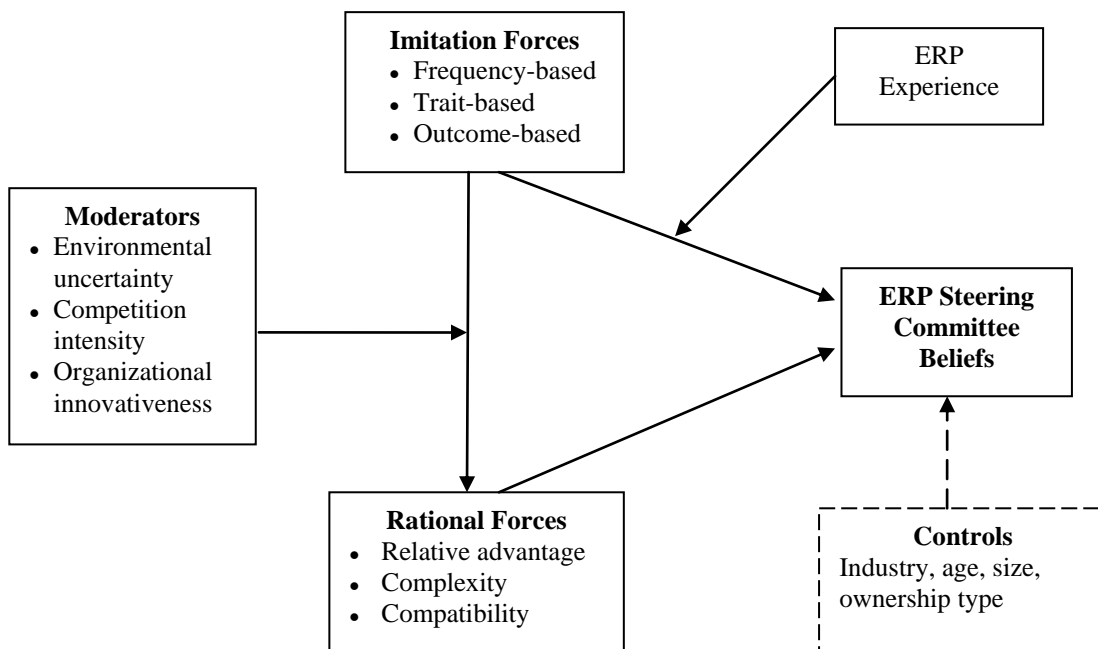 Imitation Forces
• Frequency-based
• Trait-based
• Outcome-based
ERP
Experience
Moderators
• Environmental
uncertainty
• Competition
intensity
• Organizational
innovativeness
ERP Steering
Committee
Beliefs
Rational Forces
• Relative advantage
• Complexity
• Compatibility
Controls
Industry, age, size,
ownership type